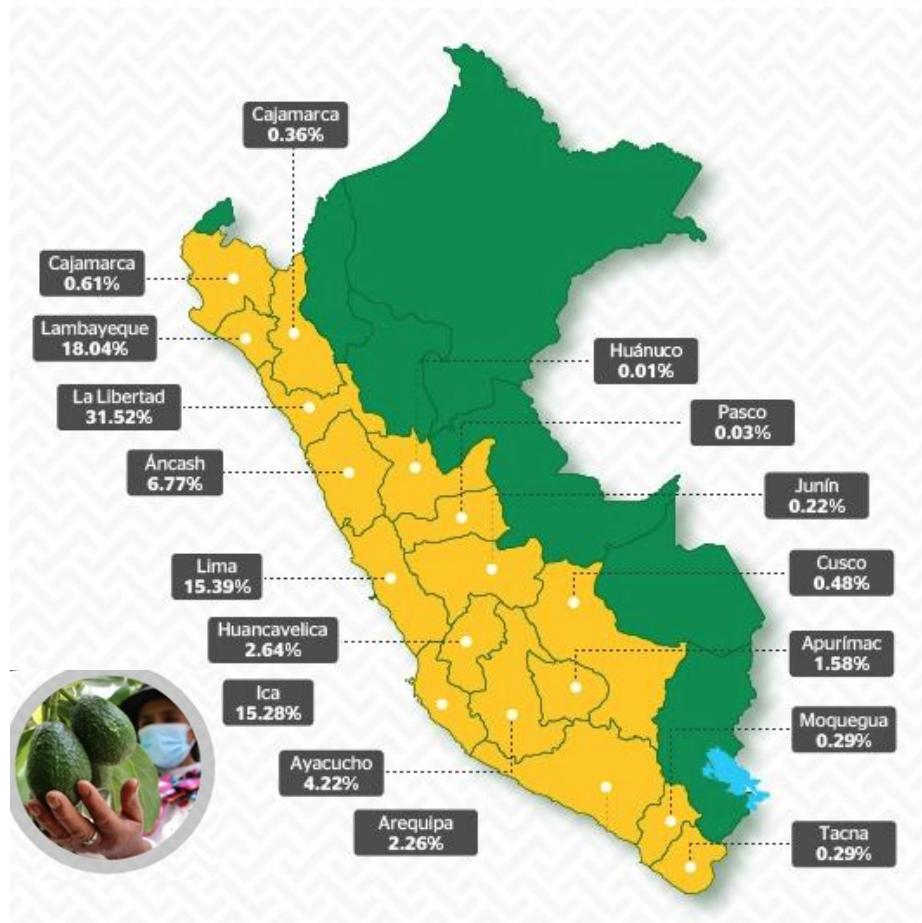 Cajamarca
0.36%
Cajamarca
0.61%
Lambayeque
18.04%
La Libertad
31.52%
Áncash
6.77%
Lima
15.39%
Huancavelica
2.64%
Ica
15.28%
Ayacucho
4.22%
Arequipa
2.26%
Huánuco
0.01%
Pasco
0.03%
Junín
0.22%
Cusco
0.48%
Apurímac
1.58%
Moquegua
0.29%
Tacna
0.29%